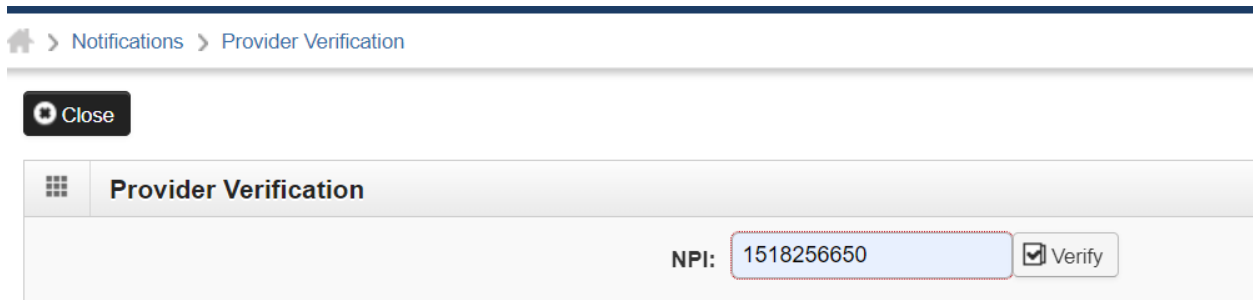 > Notifications > Provider Verification
Close
Provider Verification
NPI: 1518256650 Verify